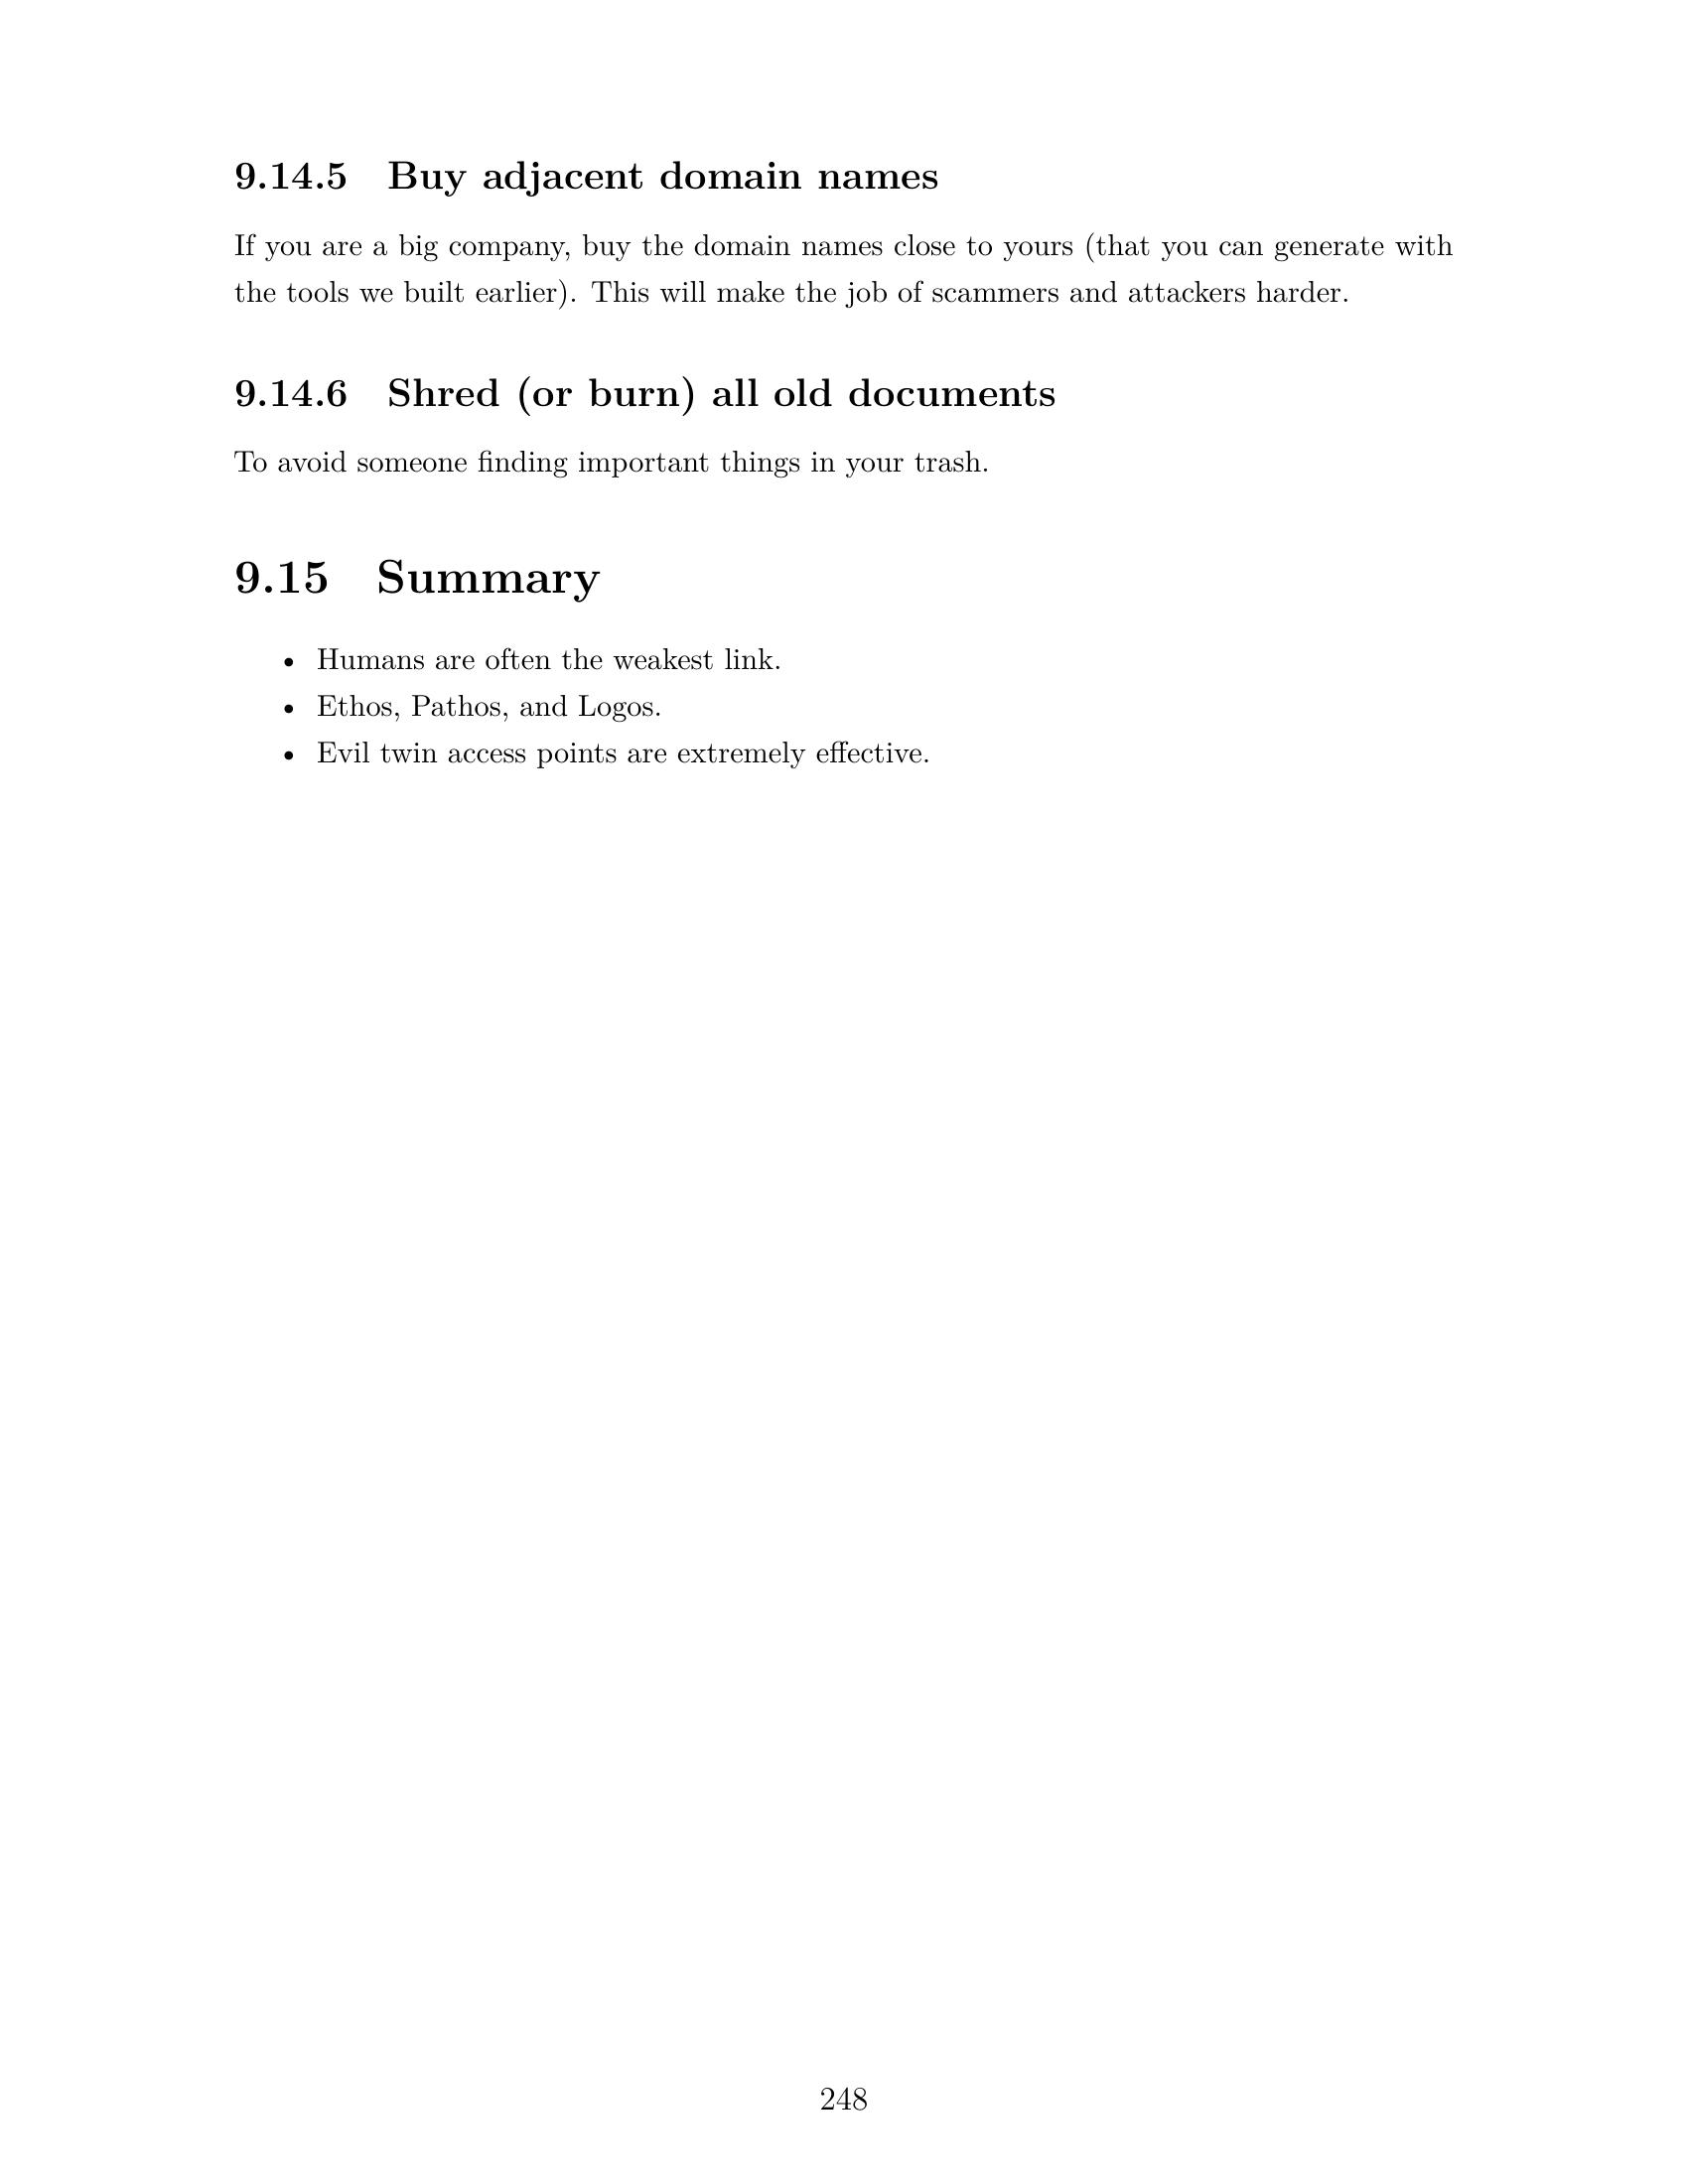 9.14.5 Buy adjacent domain names
If you are a big company, buy the domain names close to yours (that you can generate with
the tools we built earlier). This will make the job of scammers and attackers harder.
9.14.6 Shred (or burn) all old documents
To avoid someone finding important things in your trash.
9.15 Summary
• Humans are often the weakest link.
• Ethos, Pathos, and Logos.
• Evil twin access points are extremely effective.
248